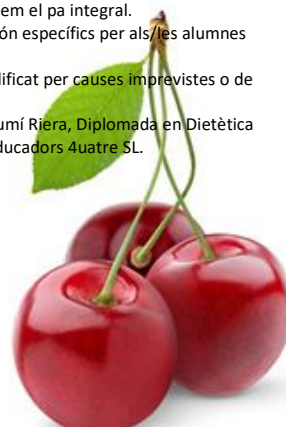 em el pa integral.
ón específics per als/les alumnes
dificat per causes imprevistes o de
umí Riera, Diplomada en Dietètica
ducadors 4uatre SL.